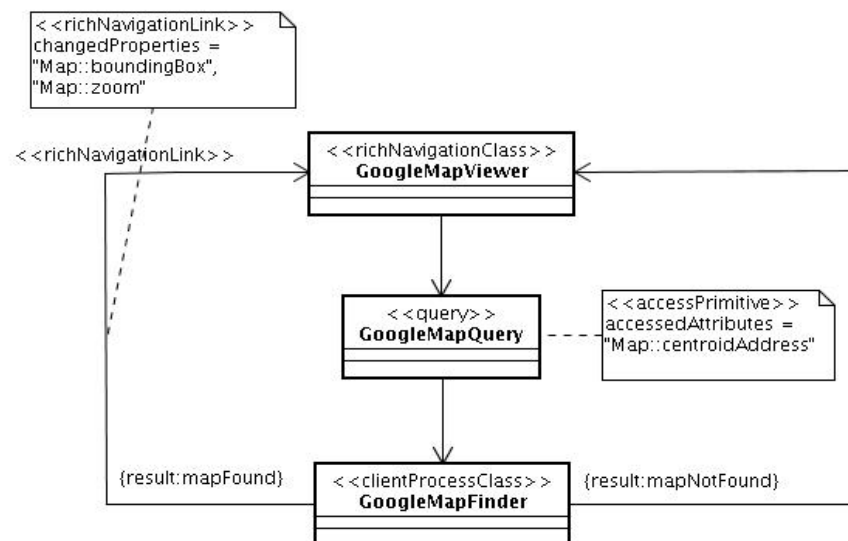 < <richNavigationLink> >
changedProperties =
"Map::boundingBox",
"Map::zoom"
< <richNavigationLink> >
< <richNavigationClass> >
GoogleMapViewer
< <query> >
GoogleMapQuery
< <accessPrimitive> >
accessedAttributes =
"Map::centroidAddress"
{result:mapFound}
< <clientProcessClass> >
GoogleMapFinder
{result:mapNotFound}